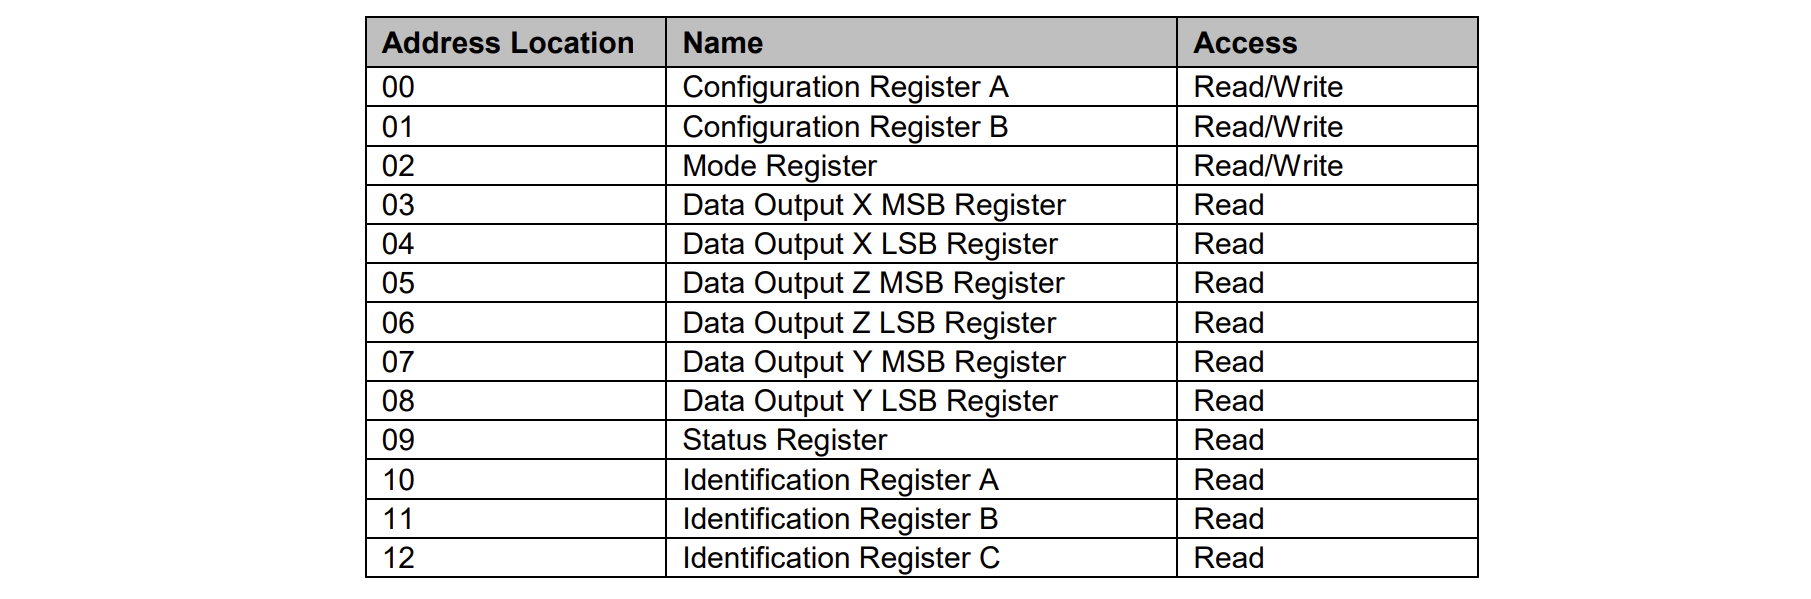 Address Location Name Access
00 Configuration Register A Read/Write
01 Configuration Register B Read/Write
02 Mode Register Read/Write
03 Data Output X MSB Register Read
04 Data Output X LSB Register Read
05 Data Output Z MSB Register Read
06 Data Output Z LSB Register Read
07 Data Output Y MSB Register Read
08 Data Output Y LSB Register Read
09 Status Register Read
10 Identification Register A Read
11 Identification Register B Read
12 Identification Register C Read